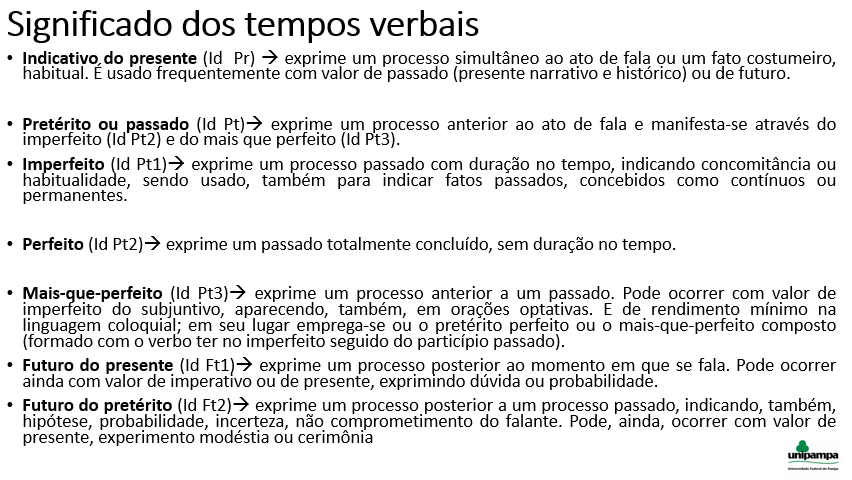 Significado dos tempos verbais
• Indicativo do presente (Id Pr) → exprime um processo simultâneo ao ato de fala ou um fato costumeiro,
habitual. É usado frequentemente com valor de passado (presente narrativo e histórico) ou de futuro.
• Pretérito ou passado (Id Pt)→ exprime um processo anterior ao ato de fala e manifesta-se através do
imperfeito (Id Pt2) e do mais que perfeito (Id Pt3).
• Imperfeito (Id Pt1)→ exprime um processo passado com duração no tempo, indicando concomitância ou
habitualidade, sendo usado, também para indicar fatos passados, concebidos como contínuos ou
permanentes.
• Perfeito (Id Pt2)→ exprime um passado totalmente concluído, sem duração no tempo.
• Mais-que-perfeito (Id Pt3)→ exprime um processo anterior a um passado. Pode ocorrer com valor de
imperfeito do subjuntivo, aparecendo, também, em orações optativas. E de rendimento mínimo na
linguagem coloquial; em seu lugar emprega-se ou o pretérito perfeito ou o mais-que-perfeito composto
(formado com o verbo ter no imperfeito seguido do particípio passado).
• Futuro do presente (Id Ft1)→ exprime um processo posterior ao momento em que se fala. Pode ocorrer
ainda com valor de imperativo ou de presente, exprimindo dúvida ou probabilidade.
• Futuro do pretérito (Id Ft2)→ exprime um processo posterior a um processo passado, indicando, também,
hipótese, probabilidade, incerteza, não comprometimento do falante. Pode, ainda, ocorrer com valor de
presente, experimento modéstia ou cerimônia
unipampa
Universidade Federal do Pampa